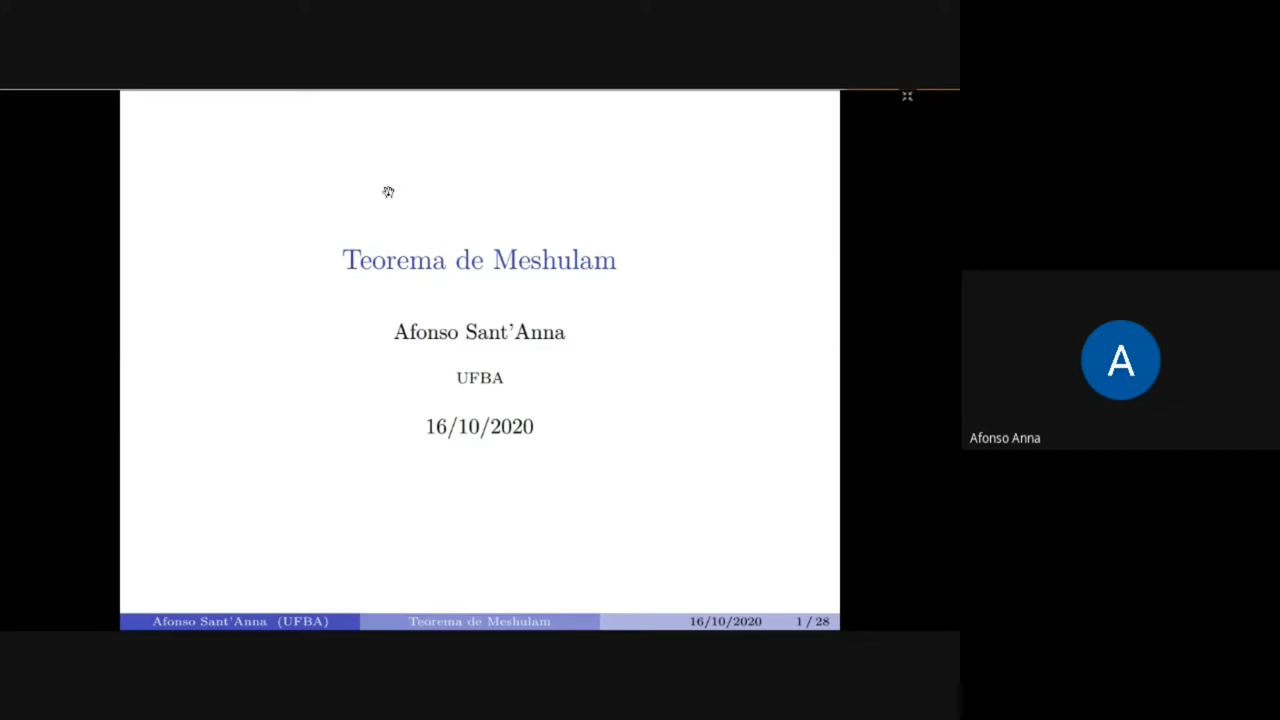 Teorema de Meshulam
Afonso Sant'Anna
UFBA
16/10/2020
Afonso Sant'Anna (UFBA)
Teorema de Meshulam
16/10/2020
1 / 28
A
Afonso Anna